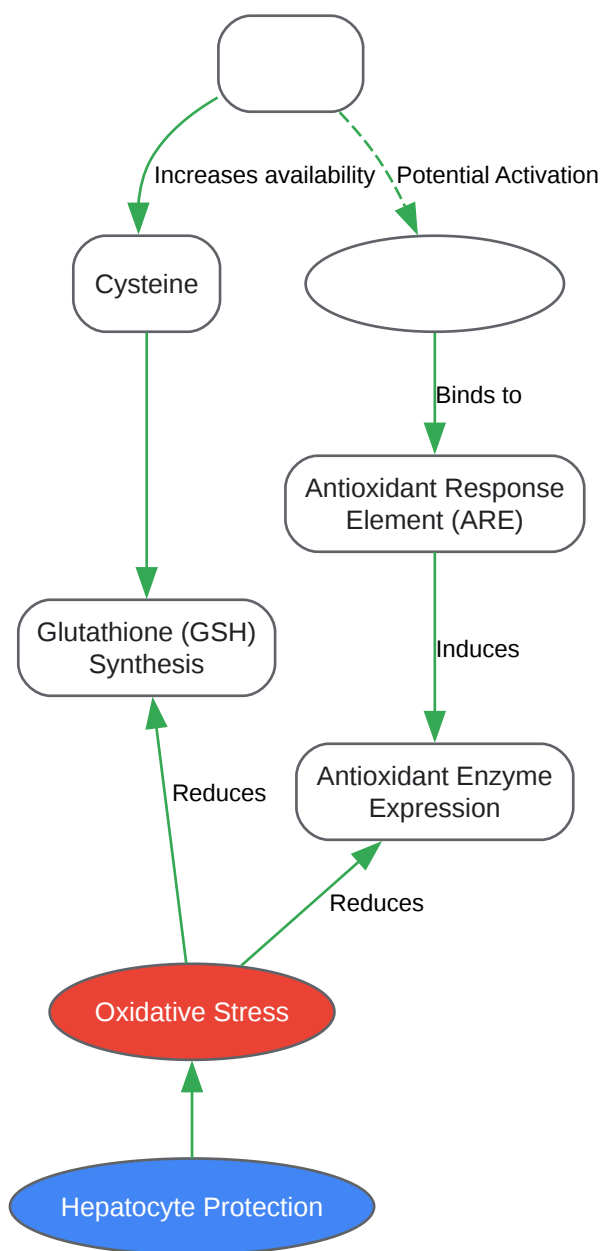 Increases availability
Potential Activation
Cysteine
Binds to
Antioxidant Response
Element (ARE)
Glutathione (GSH)
Synthesis
Induces
Antioxidant Enzyme
Expression
Reduces
Reduces
Oxidative Stress
Hepatocyte Protection